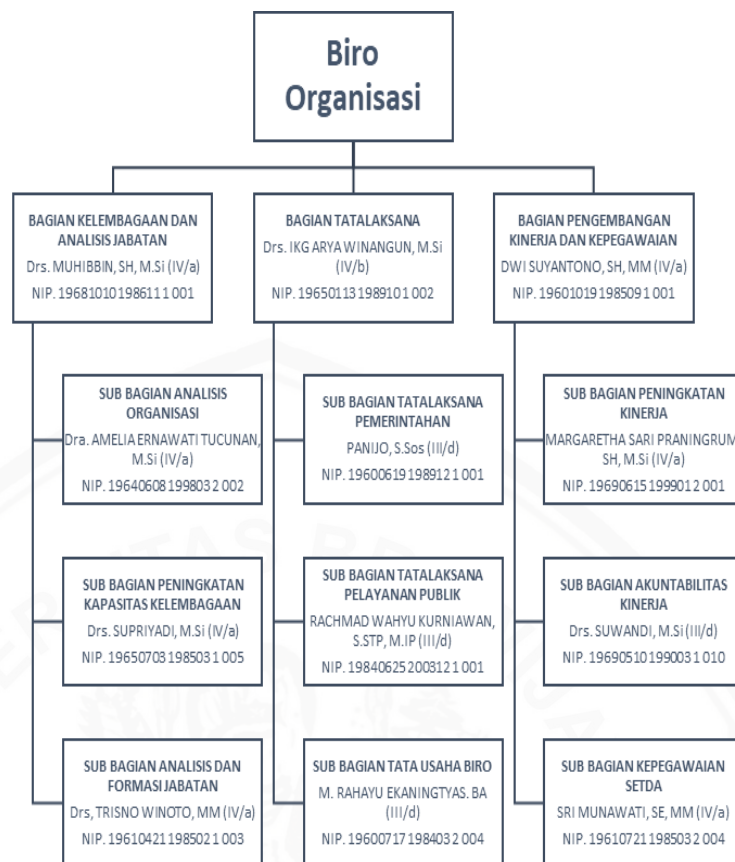 Biro
Organisasi
BAGIAN KELEMBAGAAN DAN
ANALISIS JABATAN
Drs. MUHIBBIN, SH, M.Si (IV/a)
NIP. 19681010 198611 1 001
BAGIAN TATALAKSANA
Drs. IKG ARYA WINANGUN, M.Si
(IV/b)
NIP. 19650113 198910 1 002
BAGIAN PENGEMBANGAN
KINERJA DAN KEPEGAWAIAN
DWI SUYANTONO, SH, MM (IV/a)
NIP. 19601019 198509 1 001
SUB BAGIAN ANALISIS
ORGANISASI
Dra. AMELIA ERNAWATI TUCUNAN,
M.Si (IV/a)
NIP. 19640608 199803 2 002
SUB BAGIAN TATALAKSANA
PEMERINTAHAN
PANIJO, S.Sos (III/d)
NIP. 19600619 198912 1 001
SUB BAGIAN PENINGKATAN
KINERJA
MARGARETHA SARI PRANINGRUM,
SH, M.Si (IV/a)
NIP. 19690615 199901 2 001
SUB BAGIAN PENINGKATAN
KAPASITAS KELEMBAGAAN
Drs. SUPRIYADI, M.Si (IV/a)
NIP. 19650703 198503 1 005
SUB BAGIAN TATALAKSANA
PELAYANAN PUBLIK
RACHMAD WAHYU KURNIAWAN,
S.STP, M.IP (III/d)
NIP. 19840625 200312 1 001
SUB BAGIAN AKUNTABILITAS
KINERJA
Drs. SUWANDI, M.Si (III/d)
NIP. 19690510 199003 1 010
SUB BAGIAN ANALISIS DAN
FORMASI JABATAN
Drs, TRISNO WINOTO, MM (IV/a)
NIP. 19610421 198502 1 003
SUB BAGIAN TATA USAHA BIRO
M. RAHAYU EKANINGTYAS. BA
(III/d)
NIP. 19600717 198403 2 004
SUB BAGIAN KEPEGAWAIAN
SETDA
SRI MUNAWATI, SE, MM (IV/a)
NIP. 19610721 198503 2 004